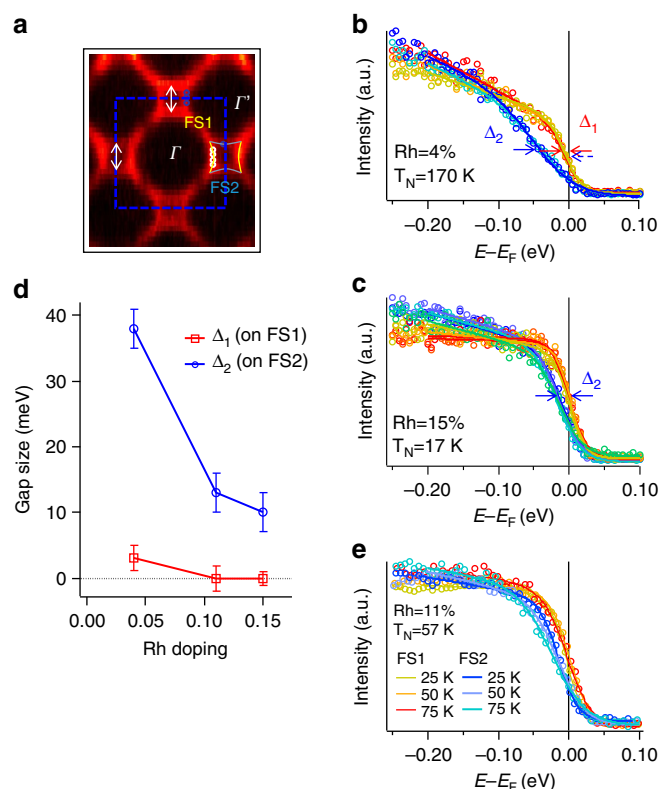 a
Γ'
FS1
Γ
FS2
b
Intensity (a.u.)
Δ2
Δ1
Rh=4%
TN=170 K
−0.20
−0.10
0.00
0.10
E–EF (eV)
c
Intensity (a.u.)
Δ2
Rh=15%
TN=17 K
−0.20
−0.10
0.00
0.10
E–EF (eV)
d
40
30
20
10
0
Gap size (meV)
Δ1 (on FS1)
Δ2 (on FS2)
0.00
0.05
0.10
0.15
Rh doping
e
Intensity (a.u.)
Rh=11%
TN=57 K
FS1 FS2
25 K 25 K
50 K 50 K
75 K 75 K
−0.20
−0.10
0.00
0.10
E–EF (eV)